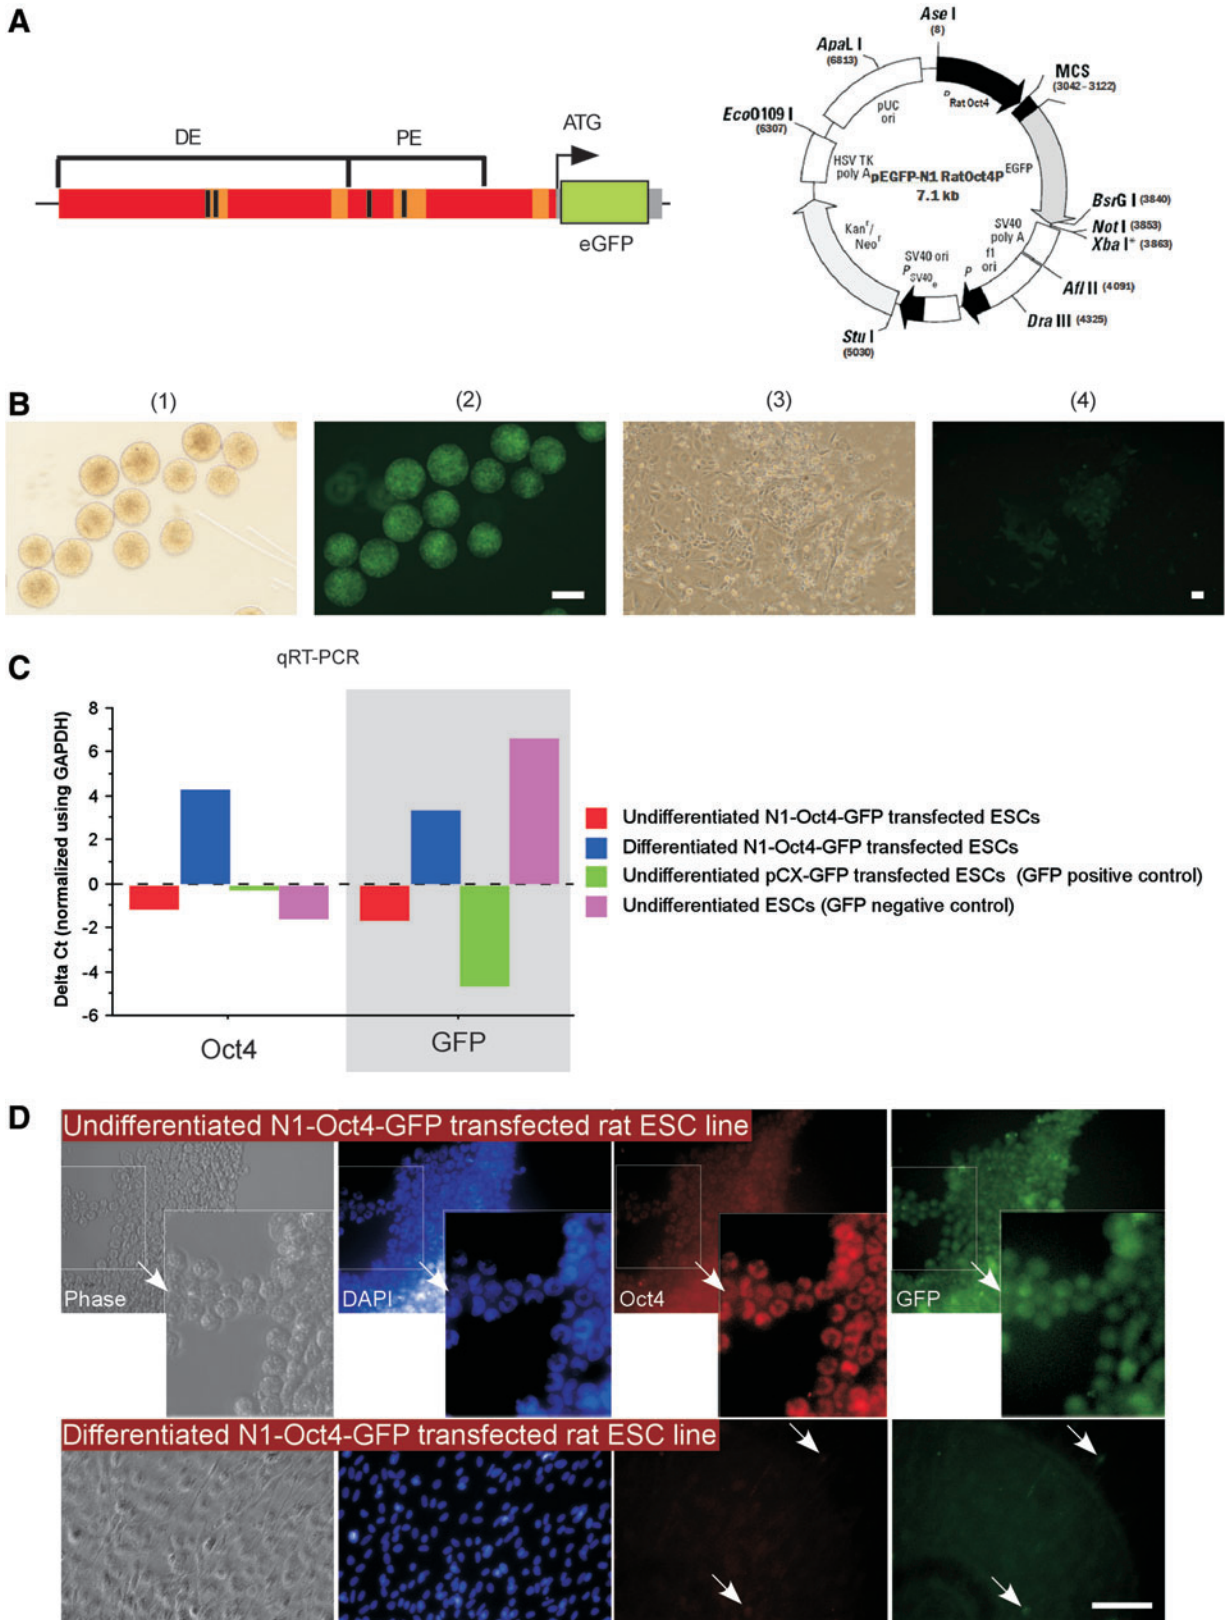 A
DE
PE
ATG
eGFP
Ase I
(8)
ApaL I
(6813)
MCS
(3042-3122)
P Rat Oct4
pUC
ori
EcoO109 I
(6307)
HSV TK
poly A
pEGFP-N1 RatOct4P
7.1 kb
EGFP
BsrG I (3840)
Not I (3853)
Xba I* (3863)
SV40
poly A
Kanr/
Neor
SV40 ori
P SV40 e
P
f1
ori
Afl II (4091)
Dra III (4325)
Stu I
(5030)
B
(1)
(2)
(3)
(4)
C
qRT-PCR
Delta Ct (normalized using GAPDH)
8
6
4
2
0
-2
-4
-6
Oct4
GFP
Undifferentiated N1-Oct4-GFP transfected ESCs
Differentiated N1-Oct4-GFP transfected ESCs
Undifferentiated pCX-GFP transfected ESCs (GFP positive control)
Undifferentiated ESCs (GFP negative control)
D
Undifferentiated N1-Oct4-GFP transfected rat ESC line
Phase
DAPI
Oct4
GFP
Differentiated N1-Oct4-GFP transfected rat ESC line